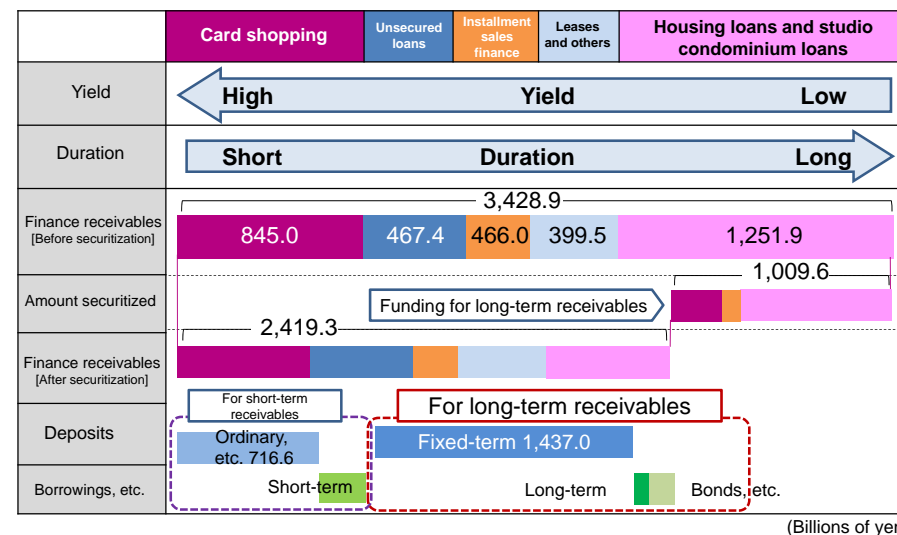 Card shopping
Unsecured
loans
Installment
sales
finance
Leases
and others
Housing loans and studio
condominium loans
Yield
High Yield Low
Duration
Short Duration Long
3,428.9
Finance receivables
[Before securitization]
845.0 467.4 466.0 399.5 1,251.9
1,009.6
Amount securitized
Funding for long-term receivables
2,419.3
Finance receivables
[After securitization]
For short-term
receivables
For long-term receivables
Deposits
Ordinary,
etc. 716.6
Fixed-term 1,437.0
Borrowings, etc.
Short-term
Long-term
Bonds, etc.
(Billions of yen